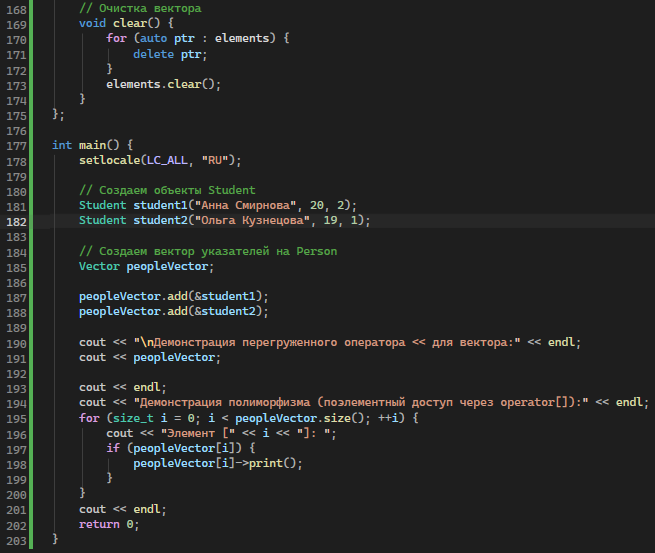 168 // Очистка вектора
169 void clear() {
170 for (auto ptr : elements) {
171 delete ptr;
172 }
173 elements.clear();
174 }
175 };
176
177 int main() {
178 setlocale(LC_ALL, "RU");
179
180 // Создаем объекты Student
181 Student student1("Анна Смирнова", 20, 2);
182 Student student2("Ольга Кузнецова", 19, 1);
183
184 // Создаем вектор указателей на Person
185 Vector peopleVector;
186
187 peopleVector.add(&student1);
188 peopleVector.add(&student2);
189
190 cout << "\nДемонстрация перегруженного оператора << для вектора:" << endl;
191 cout << peopleVector;
192
193 cout << endl;
194 cout << "Демонстрация полиморфизма (поэлементный доступ через operator[]):" << endl;
195 for (size_t i = 0; i < peopleVector.size(); ++i) {
196 cout << "Элемент [" << i << "]: ";
197 if (peopleVector[i]) {
198 peopleVector[i]->print();
199 }
200 }
201 cout << endl;
202 return 0;
203 }